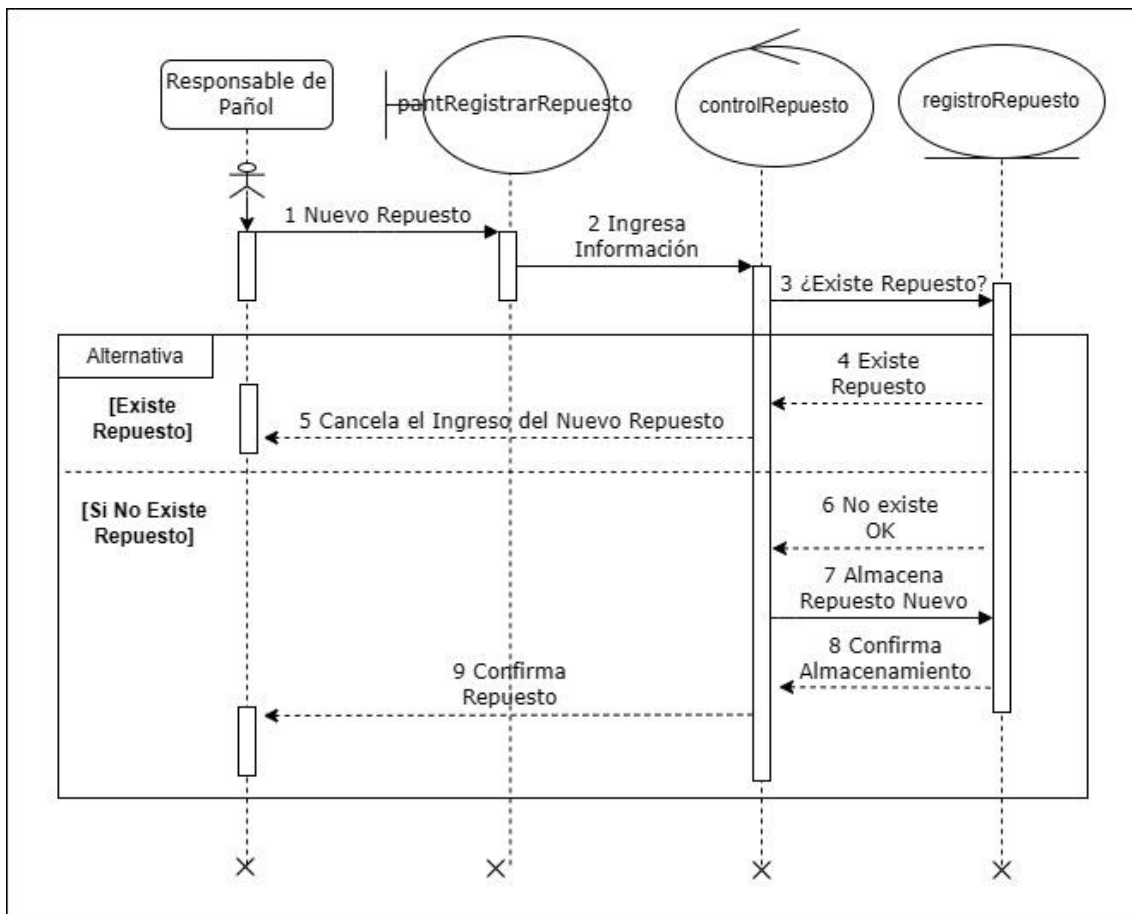 Responsable de
Pañol
pantRegistrarRepuesto
controlRepuesto
registroRepuesto
1 Nuevo Repuesto
2 Ingresa
Información
3 ¿Existe Repuesto?
Alternativa
4 Existe
Repuesto
[Existe
Repuesto]
5 Cancela el Ingreso del Nuevo Repuesto
[Si No Existe
Repuesto]
6 No existe
OK
7 Almacena
Repuesto Nuevo
8 Confirma
Almacenamiento
9 Confirma
Repuesto